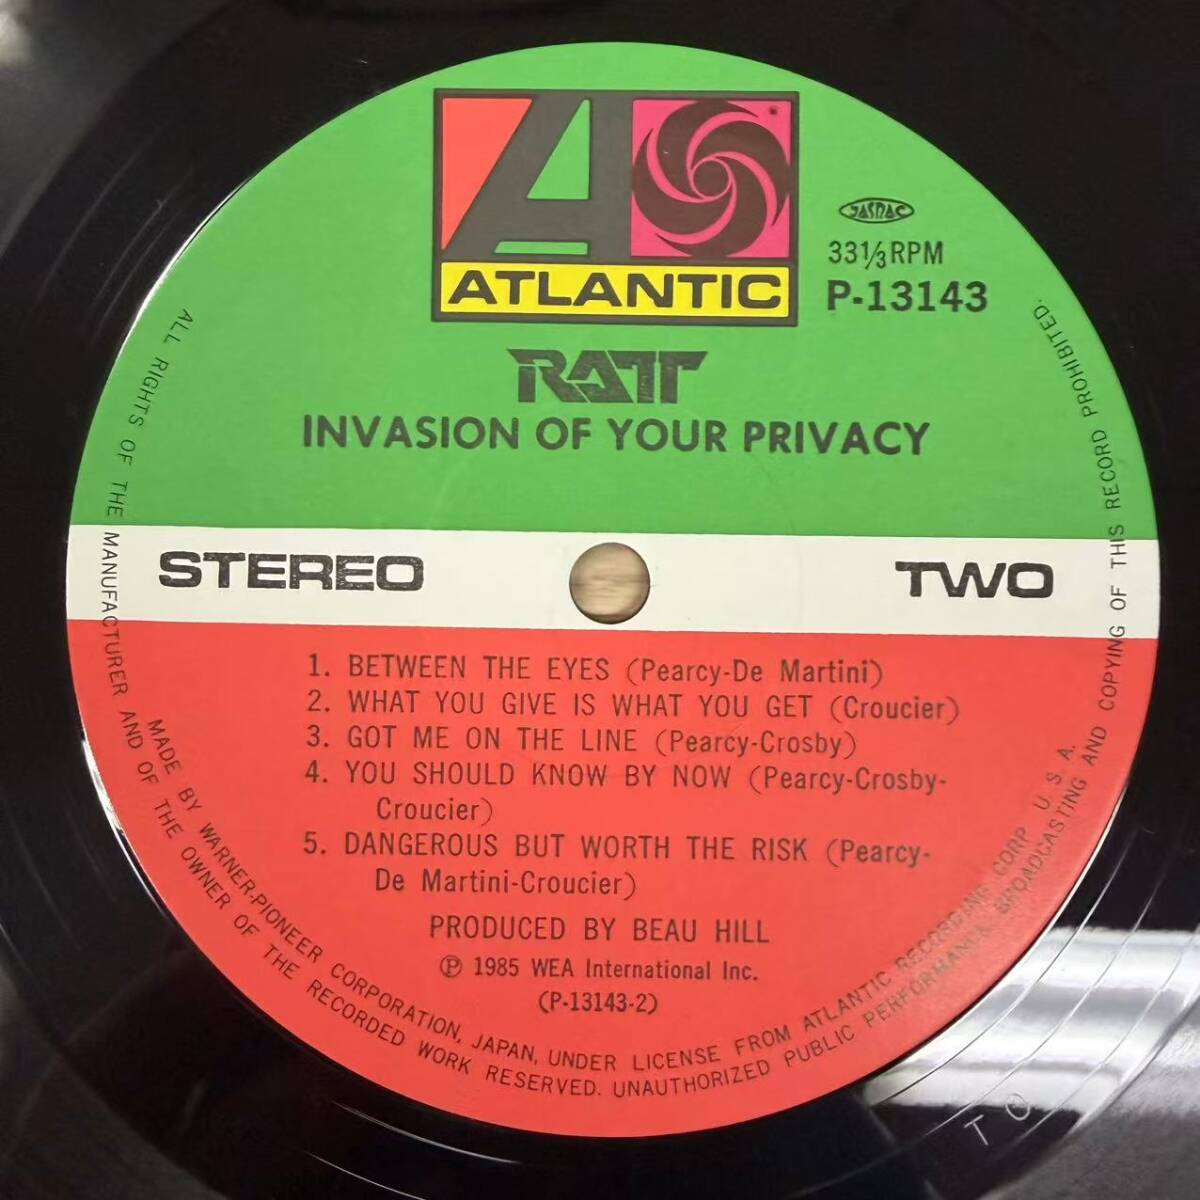 ATLANTIC
JASRAC
33⅓RPM
P-13143
RATT
INVASION OF YOUR PRIVACY
STEREO
TWO
1. BETWEEN THE EYES (Pearcy-De Martini)
2. WHAT YOU GIVE IS WHAT YOU GET (Croucier)
3. GOT ME ON THE LINE (Pearcy-Crosby)
4. YOU SHOULD KNOW BY NOW (Pearcy-Crosby-
Croucier)
5. DANGEROUS BUT WORTH THE RISK (Pearcy-
De Martini-Croucier)
PRODUCED BY BEAU HILL
Ⓟ 1985 WEA International Inc.
(P-13143-2)
MADE BY WARNER-PIONEER CORPORATION, JAPAN, UNDER LICENSE FROM ATLANTIC RECORDING CORP. U.S.A.
ALL RIGHTS OF THE MANUFACTURER AND OF THE OWNER OF THE RECORDED WORK RESERVED. UNAUTHORIZED PUBLIC PERFORMANCE BROADCASTING AND COPYING OF THIS RECORD PROHIBITED.